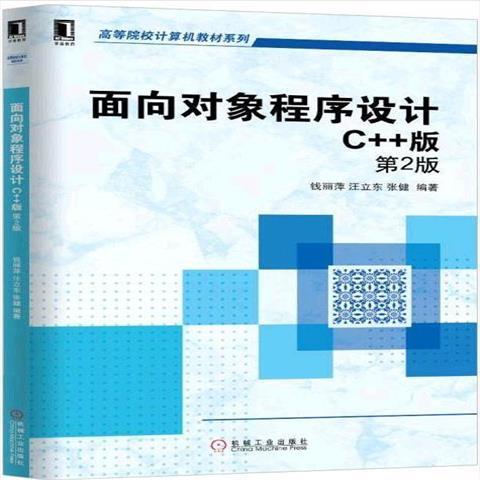 高等院校计算机教材系列
面向对象程序设计
C++版
第2版
钱丽萍 汪立东 张健 编著
机械工业出版社
China Machine Press
面向对象程序设计 C++版 第2版
钱丽萍 汪立东 张健 编著
机械工业出版社
China Machine Press